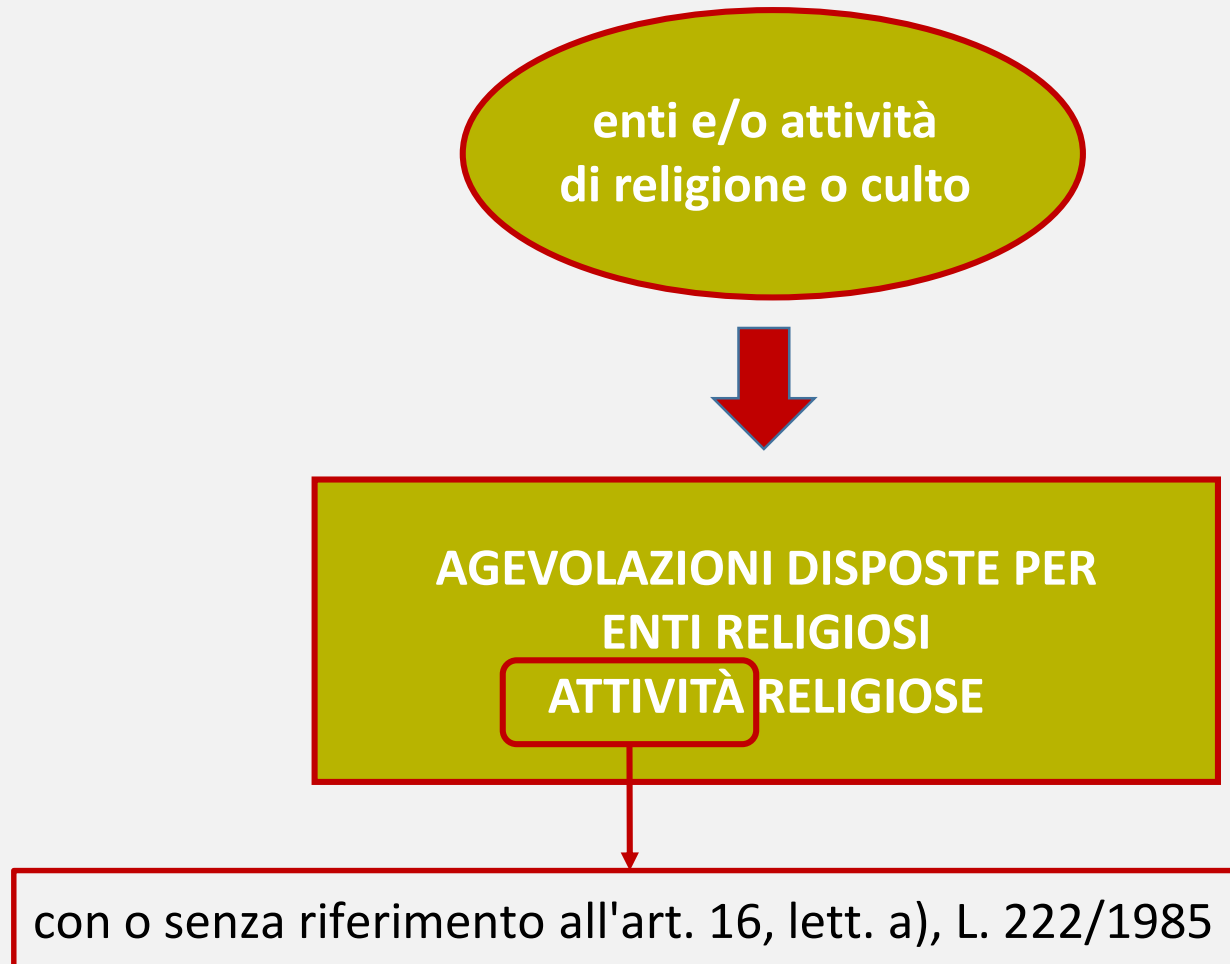 enti e/o attività
di religione o culto
AGEVOLAZIONI DISPOSTE PER
ENTI RELIGIOSI
ATTIVITÀ RELIGIOSE
con o senza riferimento all'art. 16, lett. a), L. 222/1985